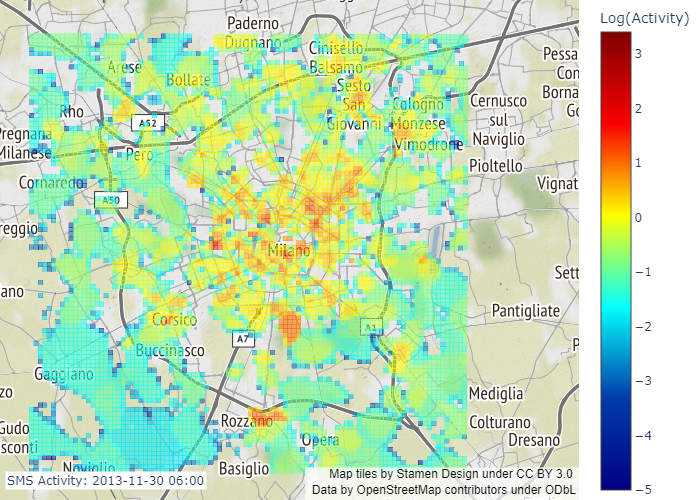 Log(Activity)
3
2
1
0
−1
−2
−3
−4
−5
Paderno
Dugnano
Cinisello
Balsamo
Arese
Bollate
Sesto
San
Giovanni
Cologno
Monzese
Vimodrone
Cernusco
sul
Naviglio
Pioltello
Rho
A52
Pero
Pregnana
Milanese
Cornaredo
A50
reggio
Milano
Corsico
A7
A1
Buccinasco
Gaggiano
Rozzano
Opera
Basiglio
Noviglio
Pantigliate
Mediglia
Colturano
Dresano
Vignat
Sett
Pessa
Con
Borna
Go
ano
zo
Gudo
sconti
P
SMS Activity: 2013-11-30 06:00
Map tiles by Stamen Design under CC BY 3.0
Data by OpenStreetMap contributors under ODbL